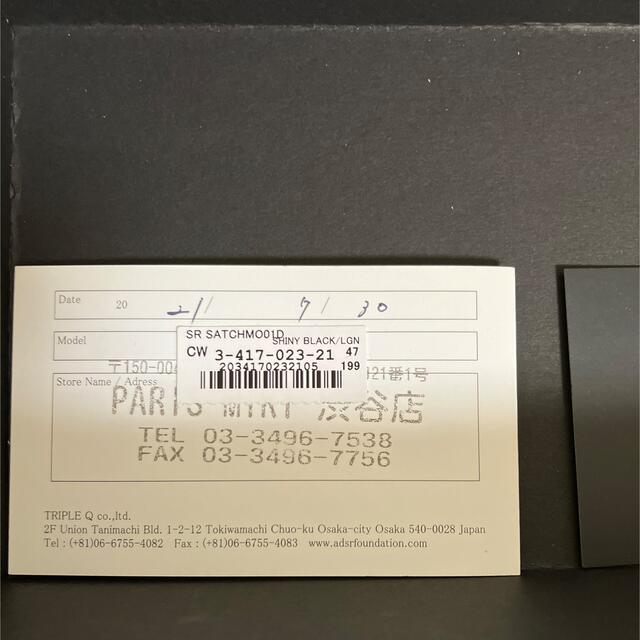 Date 20 21 / 7 / 30
Model
SR SATCHMO01D
SHINY BLACK/LGN
CW 3-417-023-21 47
2034170232105 199
〒150-004 21番1号
Store Name / Adress
PARIS MIKI 渋谷店
TEL 03-3496-7538
FAX 03-3496-7756
TRIPLE Q co.,ltd.
2F Union Tanimachi Bld. 1-2-12 Tokiwamachi Chuo-ku Osaka-city Osaka 540-0028 Japan
Tel : (+81)06-6755-4082 Fax : (+81)06-6755-4083 www.adsrfoundation.com